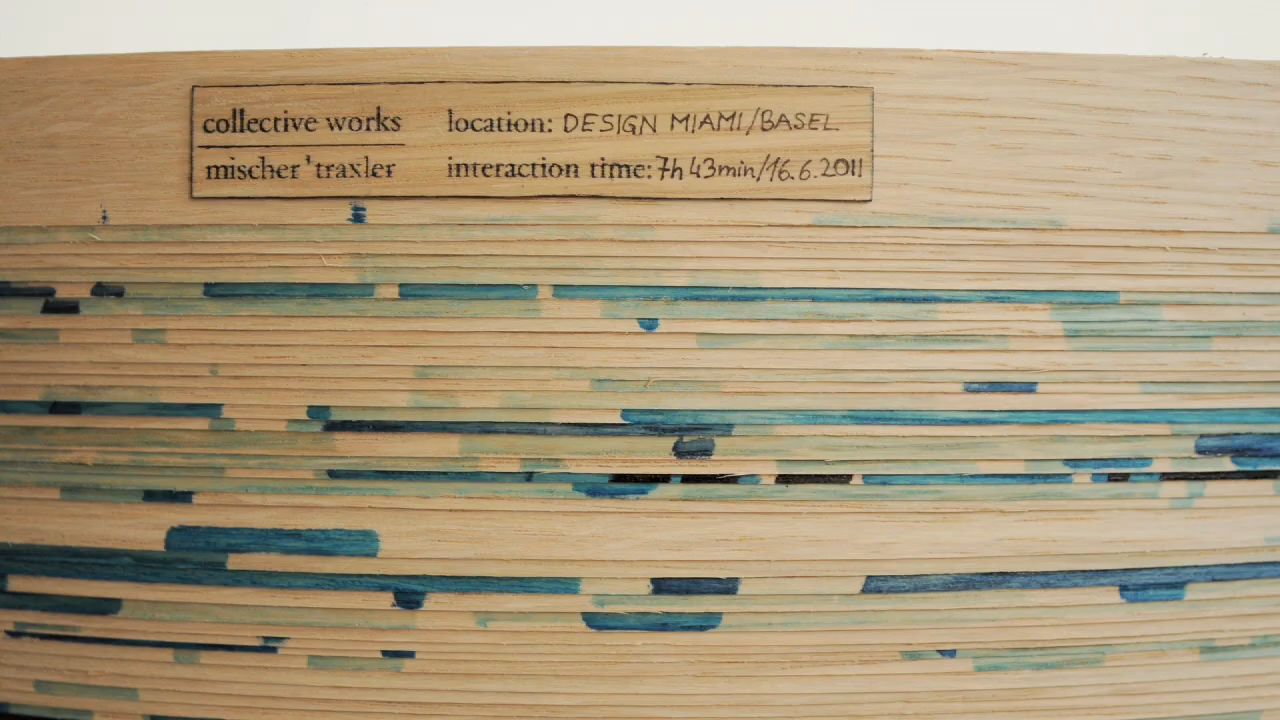 collective works
mischer'traxler
location: DESIGN MIAMI/BASEL
interaction time: 7h 43min/16.6.2011